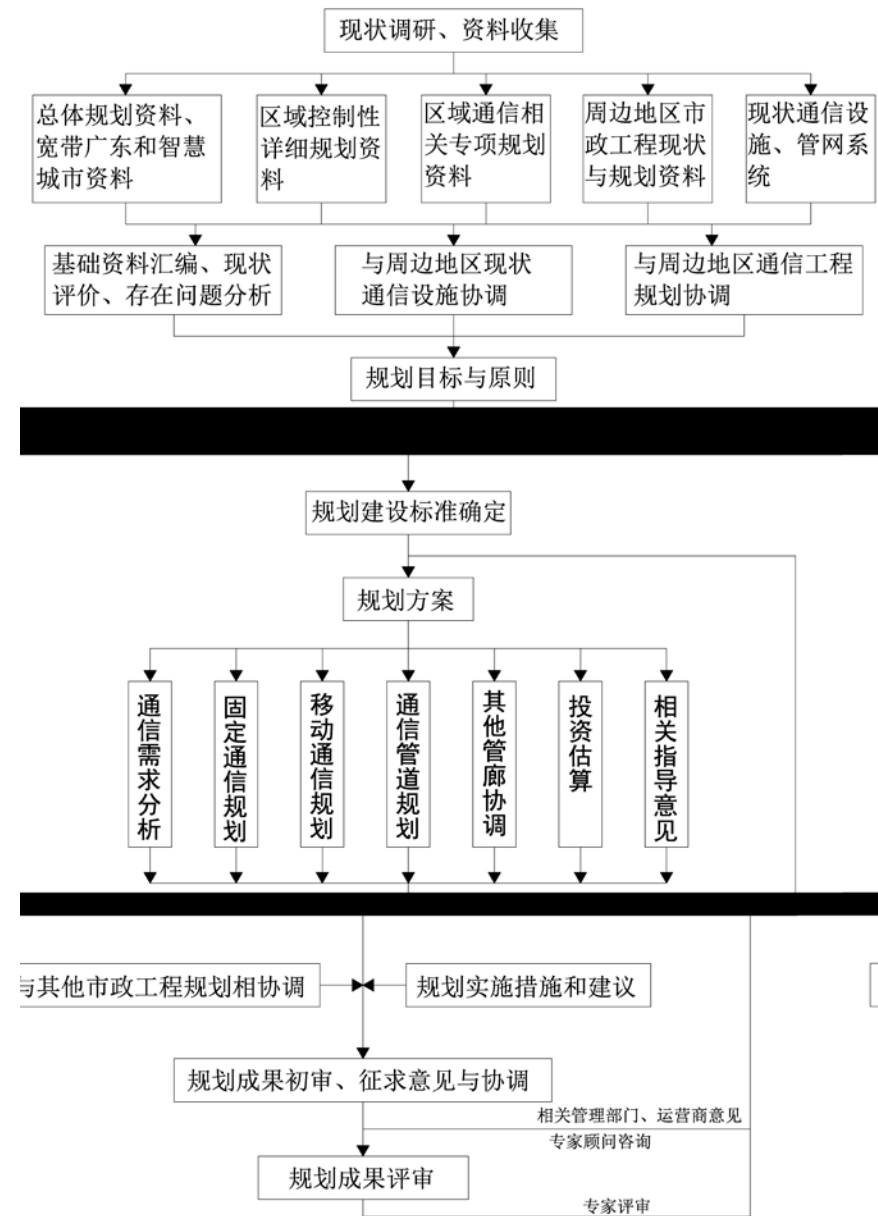 现状调研、资料收集
总体规划资料、
宽带广东和智慧
城市资料
区域控制性
详细规划资
料
区域通信相
关专项规划
资料
周边地区市
政工程现状
与规划资料
现状通信设
施、管网系
统
基础资料汇编、现状
评价、存在问题分析
与周边地区现状
通信设施协调
与周边地区通信工程
规划协调
规划目标与原则
规划建设标准确定
规划方案
通信需求分析
固定通信规划
移动通信规划
通信管道规划
其他管廊协调
投资估算
相关指导意见
与其他市政工程规划相协调
规划实施措施和建议
规划成果初审、征求意见与协调
相关管理部门、运营商意见
专家顾问咨询
规划成果评审
专家评审